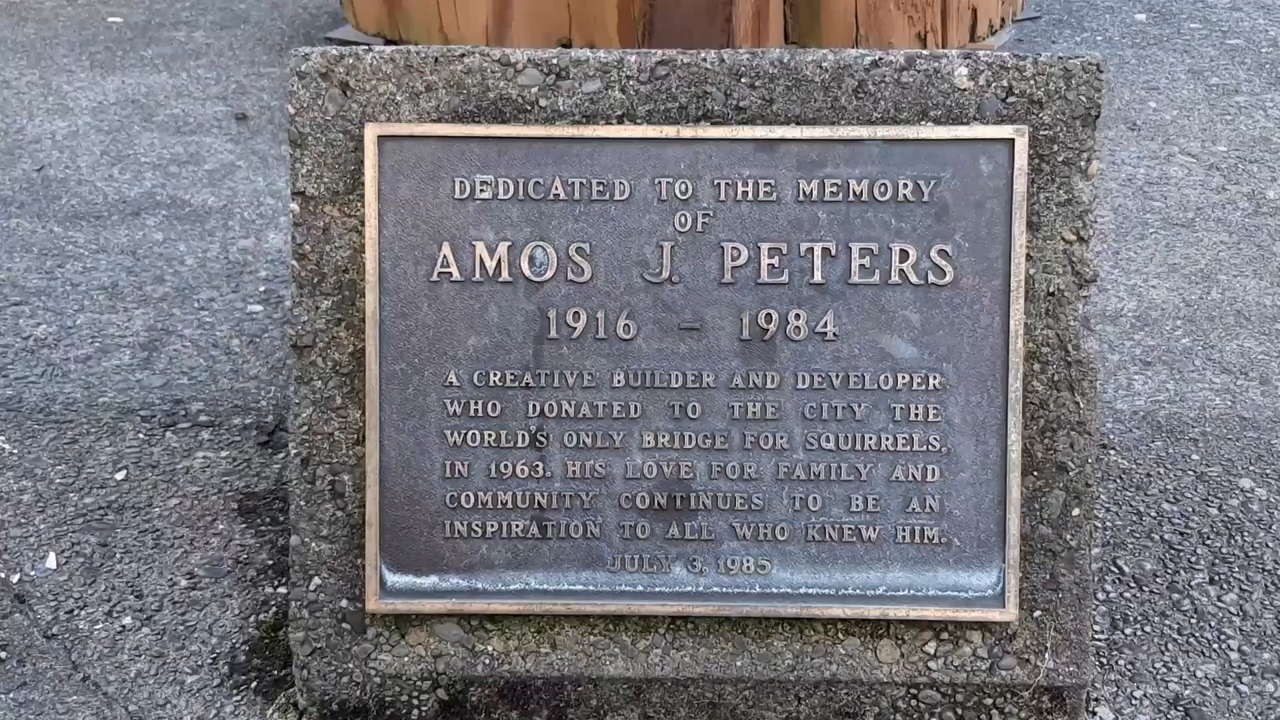 DEDICATED TO THE MEMORY
OF
AMOS J. PETERS
1916 - 1984
A CREATIVE BUILDER AND DEVELOPER
WHO DONATED TO THE CITY THE
WORLD'S ONLY BRIDGE FOR SQUIRRELS,
IN 1963. HIS LOVE FOR FAMILY AND
COMMUNITY CONTINUES TO BE AN
INSPIRATION TO ALL WHO KNEW HIM.
JULY 3, 1985